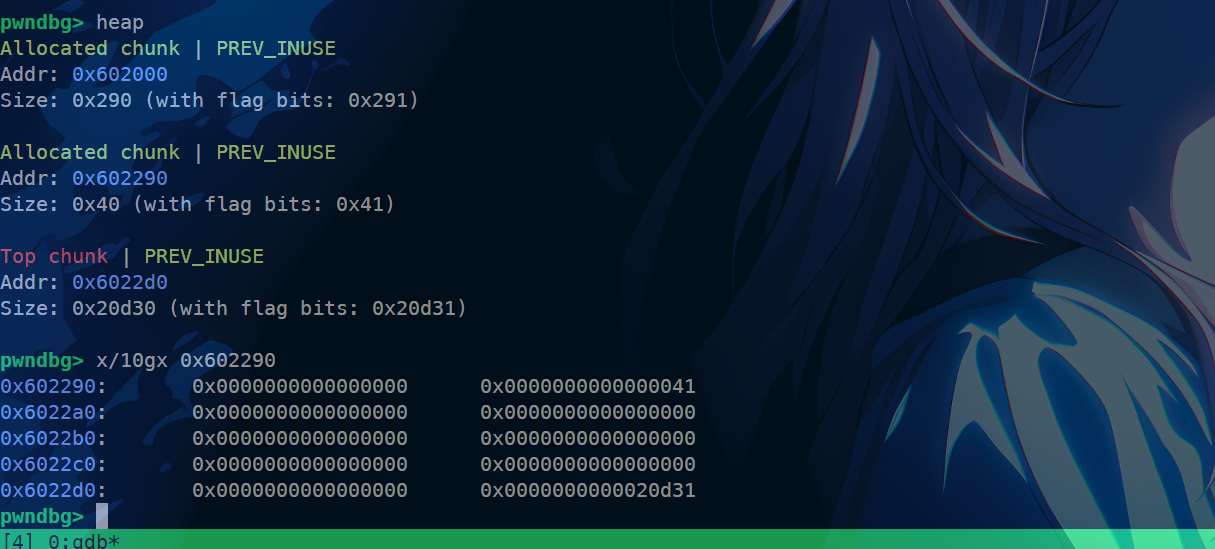 pwndbg> heap
Allocated chunk | PREV_INUSE
Addr: 0x602000
Size: 0x290 (with flag bits: 0x291)
Allocated chunk | PREV_INUSE
Addr: 0x602290
Size: 0x40 (with flag bits: 0x41)
Top chunk | PREV_INUSE
Addr: 0x6022d0
Size: 0x20d30 (with flag bits: 0x20d31)
pwndbg> x/10gx 0x602290
0x602290: 0x0000000000000000 0x0000000000000041
0x6022a0: 0x0000000000000000 0x0000000000000000
0x6022b0: 0x0000000000000000 0x0000000000000000
0x6022c0: 0x0000000000000000 0x0000000000000000
0x6022d0: 0x0000000000000000 0x0000000000020d31
pwndbg>
[4] 0:gdb*